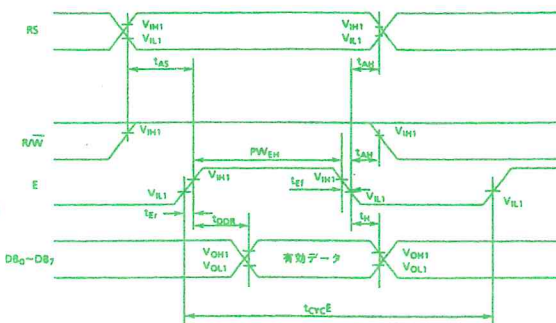 RS
VIH1
VIL1
VIH1
VIL1
tAS
tAH
R/W
VIH1
VIH1
PWEH
tAH
E
VIH1
VIL1
tEf
VIH1
VIL1
VIL1
tEr
tDDR
tH
DB0~DB7
VOH1
VOL1
有効データ
VOH1
VOL1
tCYCE